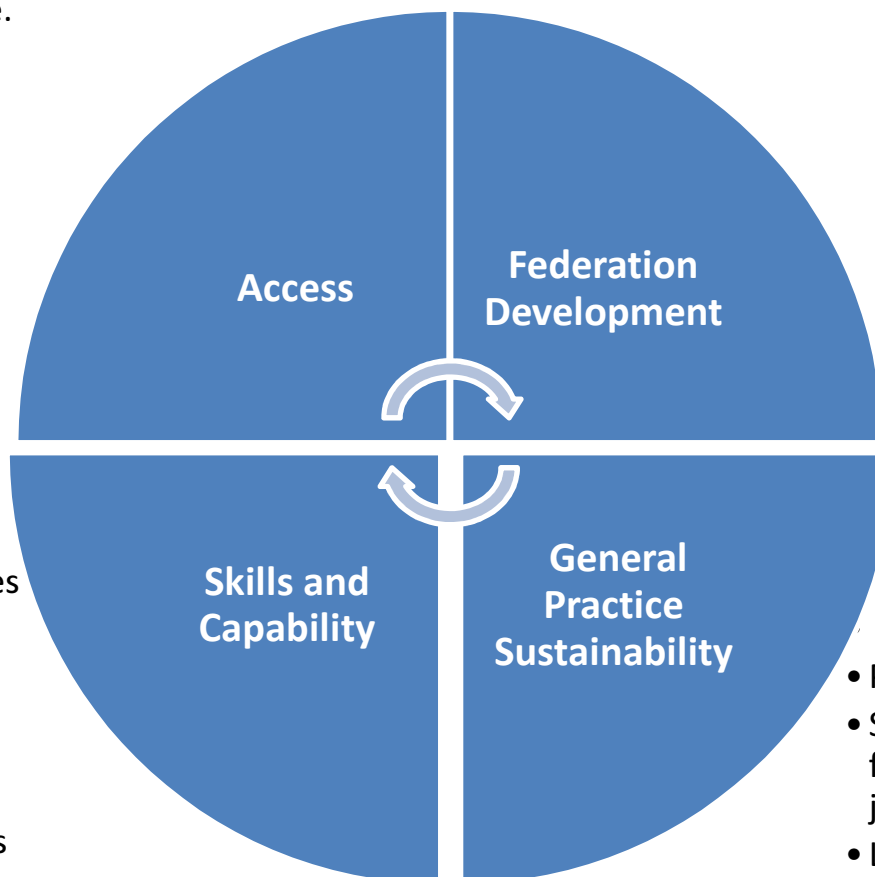 Access
Federation
Development
Skills and
Capability
General
Practice
Sustainability